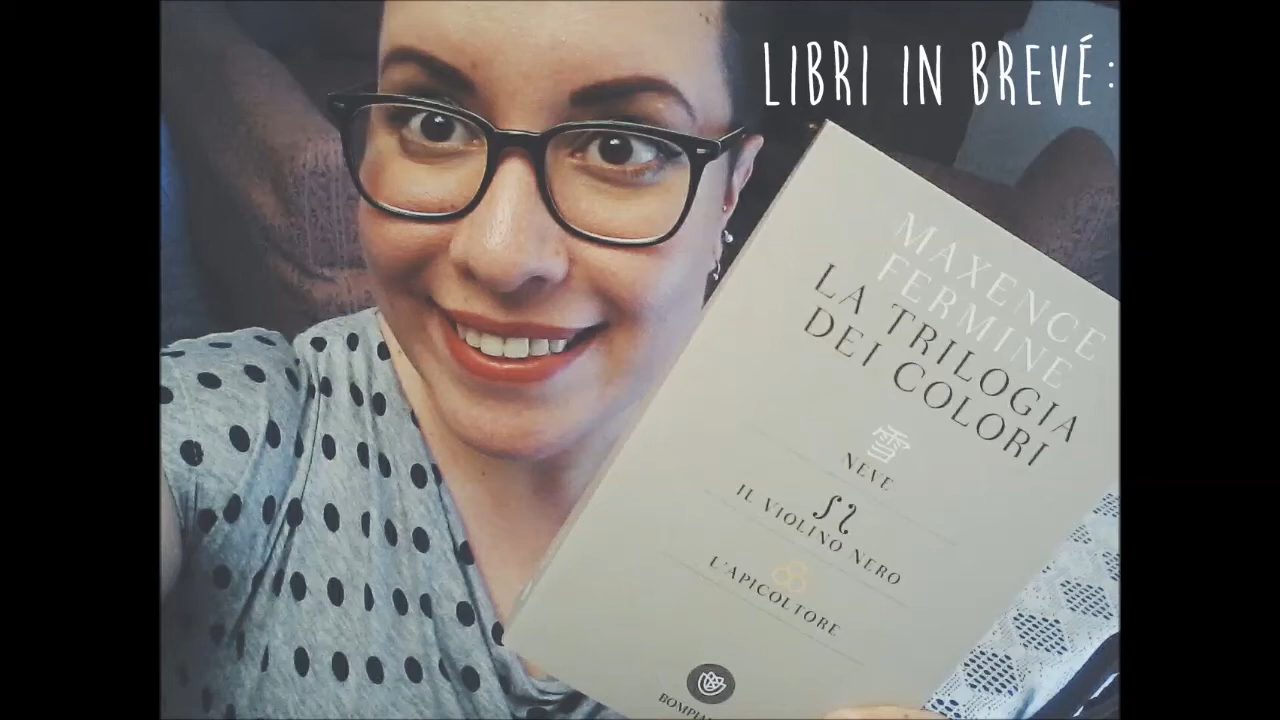 LIBRI IN BREVÉ:
MAXENCE
FERMINE
LA TRILOGIA
DEI COLORI
雪
NEVE
IL VIOLINO NERO
L'APICOLTORE